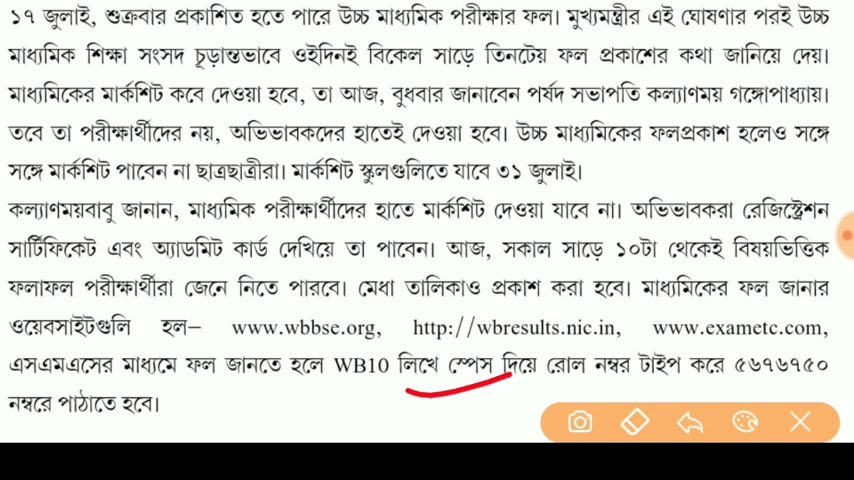 ১৭ জুলাই, শুক্রবার প্রকাশিত হতে পারে উচ্চ মাধ্যমিক পরীক্ষার ফল। মুখ্যমন্ত্রীর এই ঘোষণার পরই উচ্চ
মাধ্যমিক শিক্ষা সংসদ চূড়ান্তভাবে ওইদিনই বিকেল সাড়ে তিনটেয় ফল প্রকাশের কথা জানিয়ে দেয়।
মাধ্যমিকের মার্কশিট কবে দেওয়া হবে, তা আজ, বুধবার জানাবেন পর্ষদ সভাপতি কল্যাণময় গঙ্গোপাধ্যায়।
তবে তা পরীক্ষার্থীদের নয়, অভিভাবকদের হাতেই দেওয়া হবে। উচ্চ মাধ্যমিকের ফলপ্রকাশ হলেও সঙ্গে
সঙ্গে মার্কশিট পাবেন না ছাত্রছাত্রীরা। মার্কশিট স্কুলগুলিতে যাবে ৩১ জুলাই।
কল্যাণময়বাবু জানান, মাধ্যমিক পরীক্ষার্থীদের হাতে মার্কশিট দেওয়া যাবে না। অভিভাবকরা রেজিস্ট্রেশন
সার্টিফিকেট এবং অ্যাডমিট কার্ড দেখিয়ে তা পাবেন। আজ, সকাল সাড়ে ১০টা থেকেই বিষয়ভিত্তিক
ফলাফল পরীক্ষার্থীরা জেনে নিতে পারবে। মেধা তালিকাও প্রকাশ করা হবে। মাধ্যমিকের ফল জানার
ওয়েবসাইটগুলি হল– www.wbbse.org, http://wbresults.nic.in, www.exametc.com,
এসএমএসের মাধ্যমে ফল জানতে হলে WB10 লিখে স্পেস দিয়ে রোল নম্বর টাইপ করে ৫৬৭৬৭৫০
নম্বরে পাঠাতে হবে।